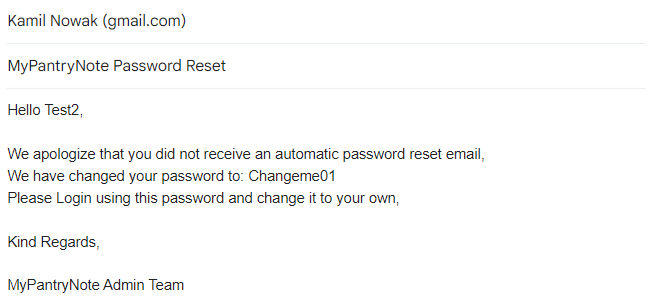 Kamil Nowak (gmail.com)
MyPantryNote Password Reset
Hello Test2,
We apologize that you did not receive an automatic password reset email,
We have changed your password to: Changeme01
Please Login using this password and change it to your own,
Kind Regards,
MyPantryNote Admin Team